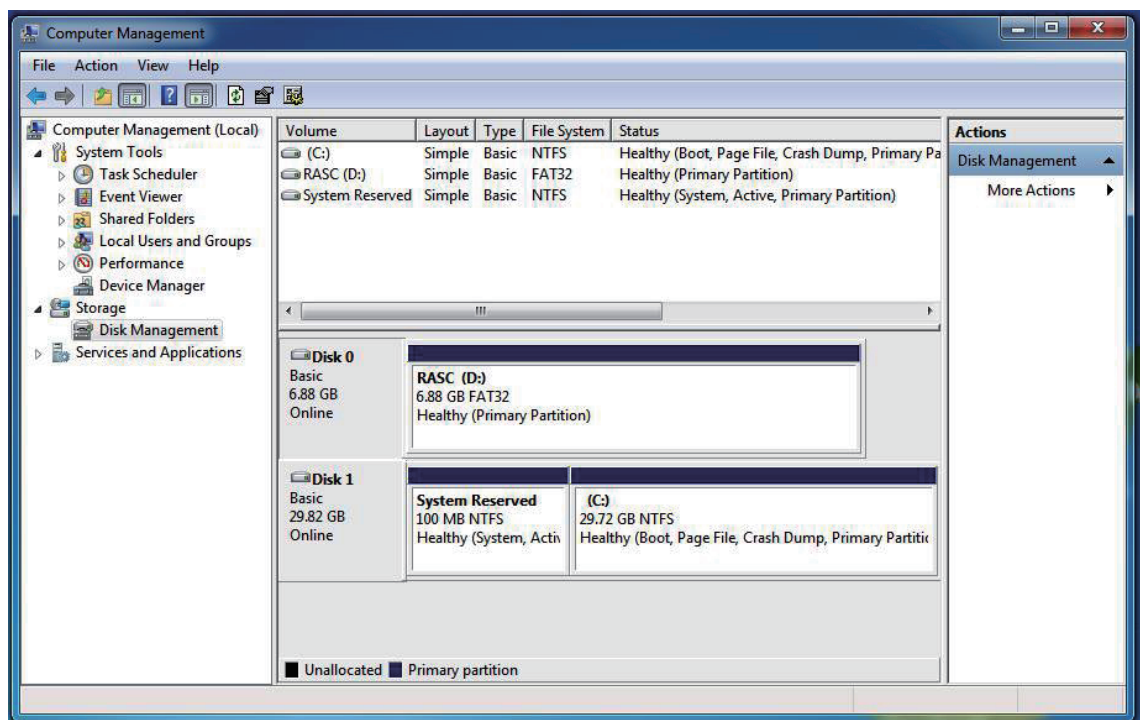 Computer Management
File Action View Help
Computer Management (Local)
System Tools
Task Scheduler
Event Viewer
Shared Folders
Local Users and Groups
Performance
Device Manager
Storage
Disk Management
Services and Applications
Volume Layout Type File System Status
(C:) Simple Basic NTFS Healthy (Boot, Page File, Crash Dump, Primary Pa
RASC (D:) Simple Basic FAT32 Healthy (Primary Partition)
System Reserved Simple Basic NTFS Healthy (System, Active, Primary Partition)
Disk 0
Basic
6.88 GB
Online
RASC (D:)
6.88 GB FAT32
Healthy (Primary Partition)
Disk 1
Basic
29.82 GB
Online
System Reserved
100 MB NTFS
Healthy (System, Activ
(C:)
29.72 GB NTFS
Healthy (Boot, Page File, Crash Dump, Primary Partitic
Unallocated Primary partition
Actions
Disk Management
More Actions